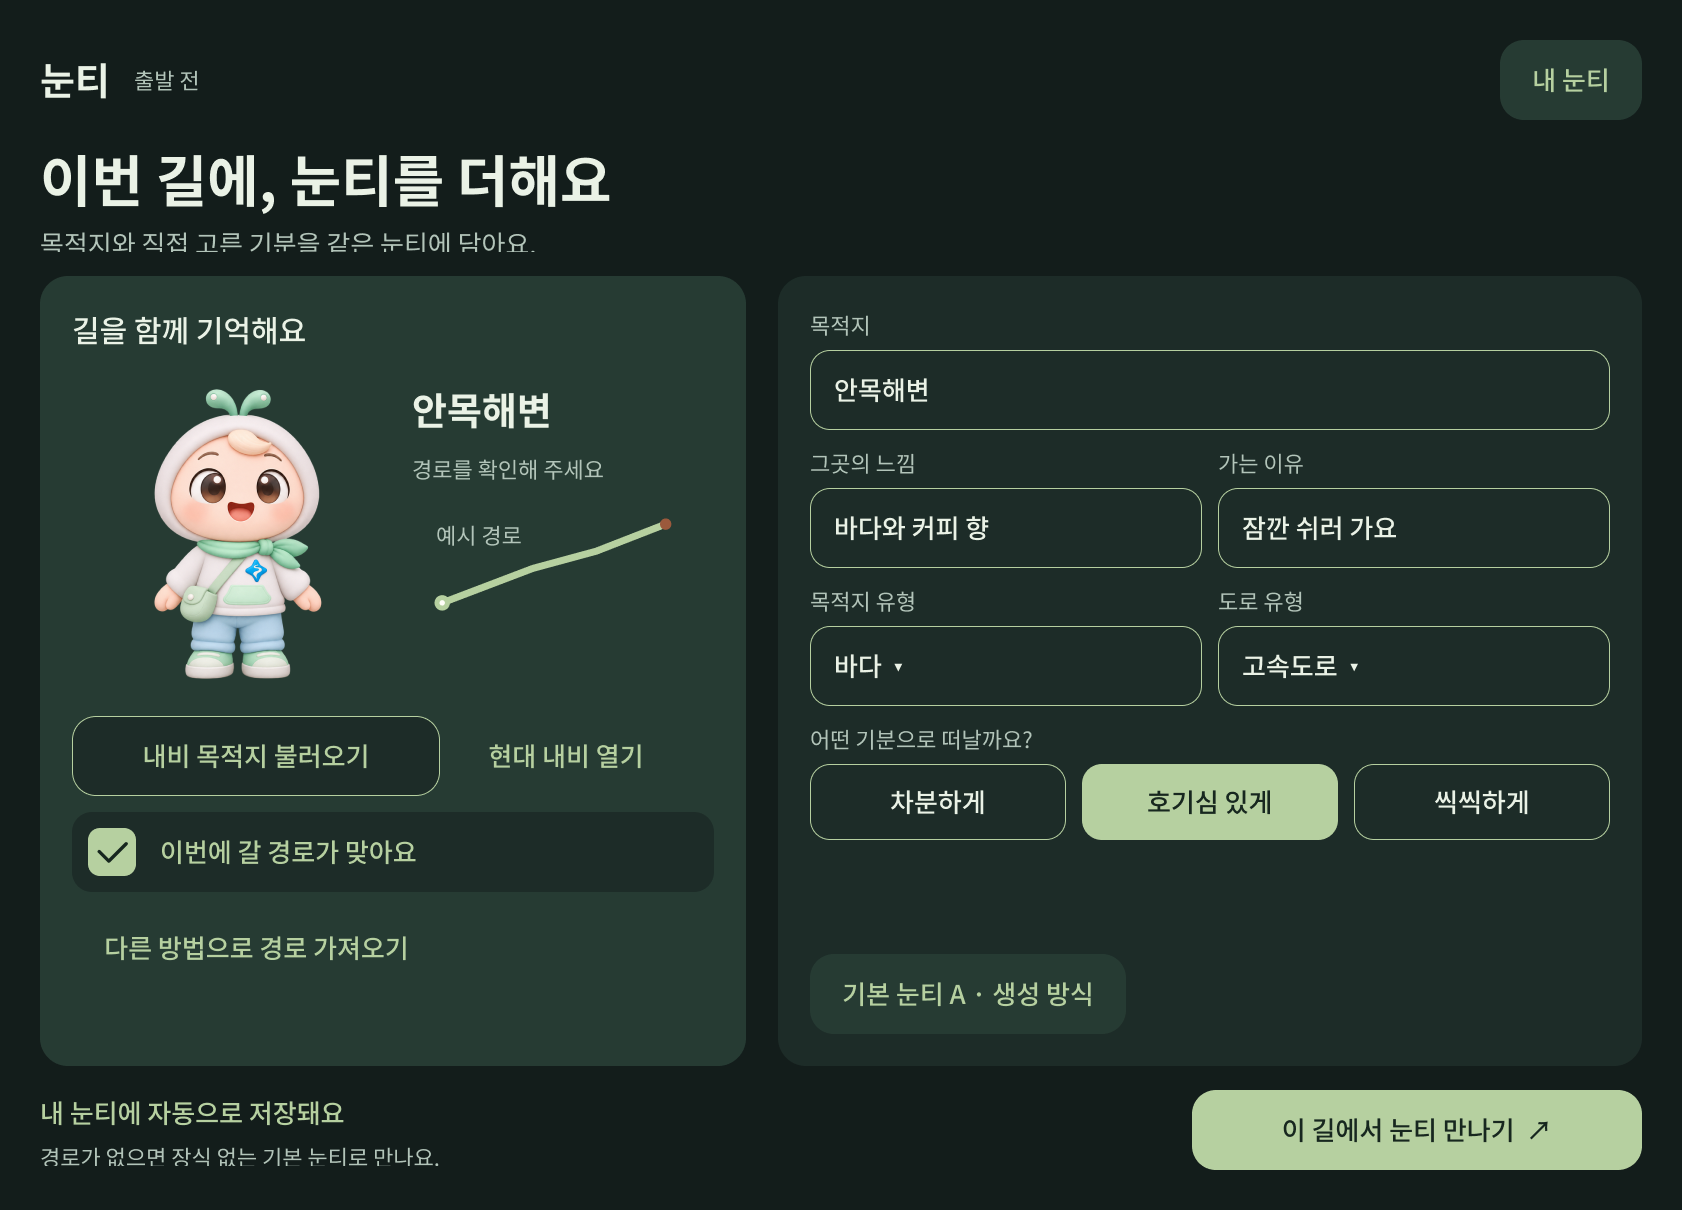 눈티 출발 전
내 눈티
이번 길에, 눈티를 더해요
목적지와 직접 고른 기분을 같은 눈티에 담아요.
길을 함께 기억해요
안목해변
경로를 확인해 주세요
예시 경로
내비 목적지 불러오기
현대 내비 열기
이번에 갈 경로가 맞아요
다른 방법으로 경로 가져오기
목적지
안목해변
그곳의 느낌
바다와 커피 향
가는 이유
잠깐 쉬러 가요
목적지 유형
바다 ▾
도로 유형
고속도로 ▾
어떤 기분으로 떠날까요?
차분하게
호기심 있게
씩씩하게
기본 눈티 A · 생성 방식
내 눈티에 자동으로 저장돼요
경로가 없으면 장식 없는 기본 눈티로 만나요.
이 길에서 눈티 만나기 ↗